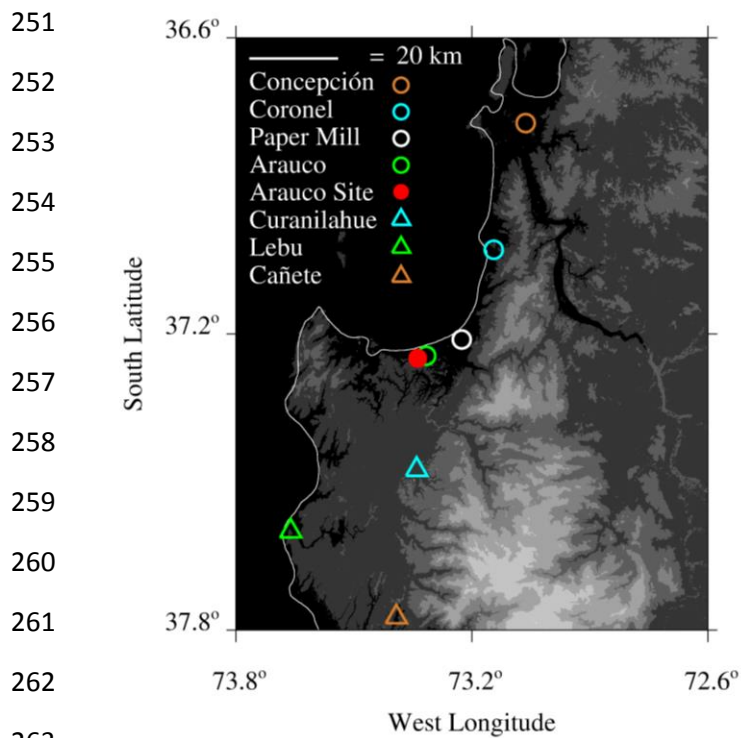 251
36.6°
= 20 km
252
Concepción
Coronel
253
Paper Mill
Arauco
254
Arauco Site
Curanilahue
255
Lebu
Cañete
256
37.2°
South Latitude
257
258
259
260
261
37.8°
262
73.8° 73.2° 72.6°
West Longitude